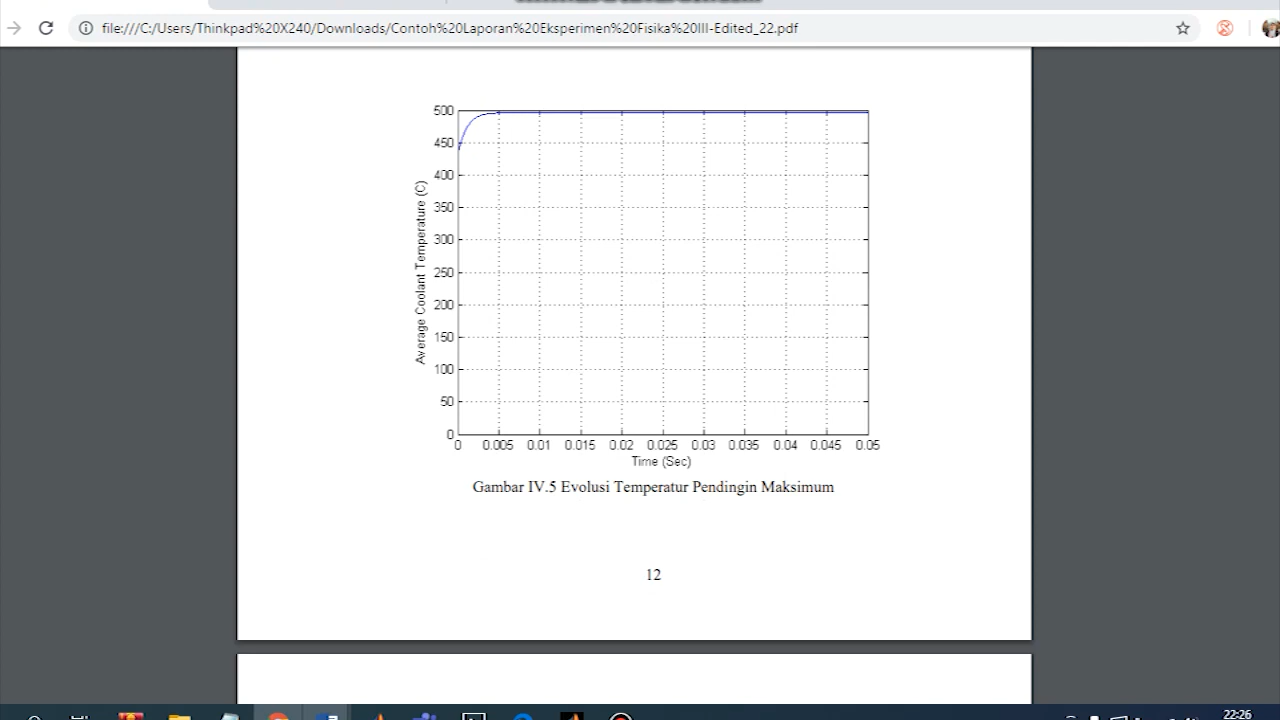 file:///C:/Users/Thinkpad%20X240/Downloads/Contoh%20Laporan%20Eksperimen%20Fisika%20III-Edited_22.pdf
500
450
400
350
300
250
200
150
100
50
0
Average Coolant Temperature (C)
0 0.005 0.01 0.015 0.02 0.025 0.03 0.035 0.04 0.045 0.05
Time (Sec)
Gambar IV.5 Evolusi Temperatur Pendingin Maksimum
12
22:26